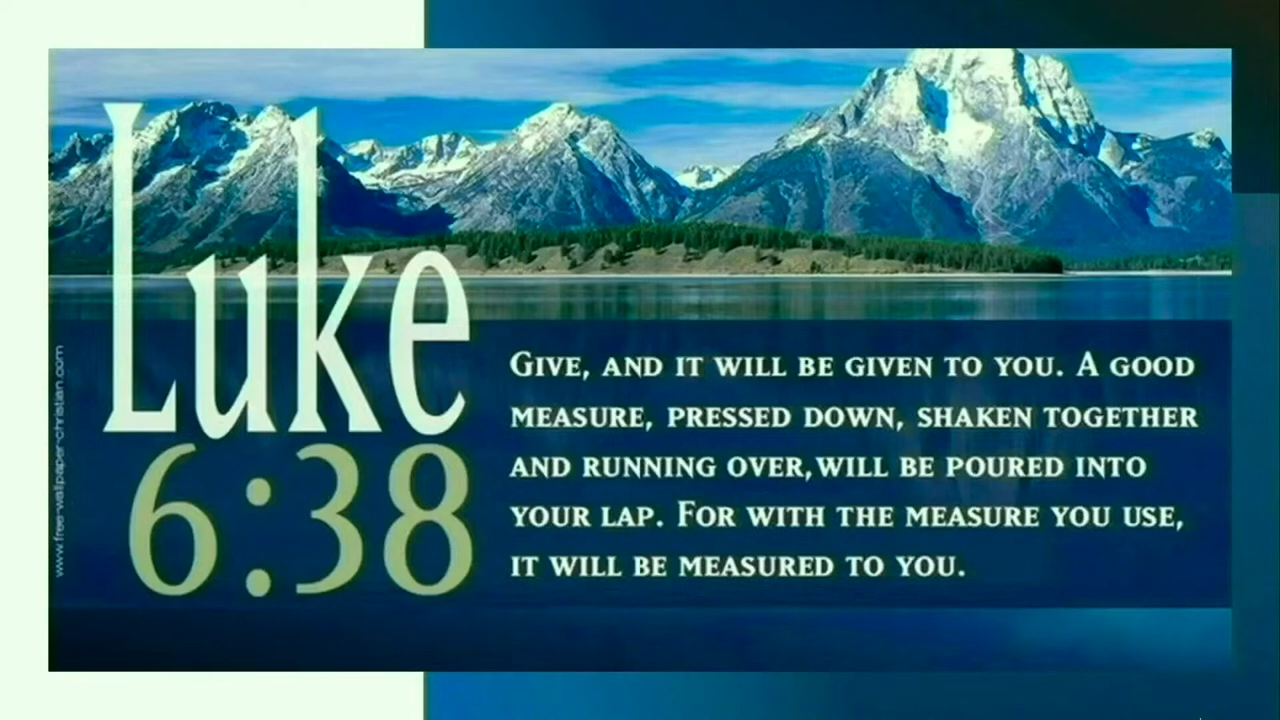 Luke
6:38
GIVE, AND IT WILL BE GIVEN TO YOU. A GOOD
MEASURE, PRESSED DOWN, SHAKEN TOGETHER
AND RUNNING OVER, WILL BE POURED INTO
YOUR LAP. FOR WITH THE MEASURE YOU USE,
IT WILL BE MEASURED TO YOU.
www.free-wallpaper-christian.com